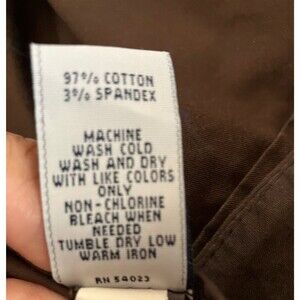 97% COTTON
3% SPANDEX
MACHINE
WASH COLD
WASH AND DRY
WITH LIKE COLORS
ONLY
NON-CHLORINE
BLEACH WHEN
NEEDED
TUMBLE DRY LOW
WARM IRON
RN 54023